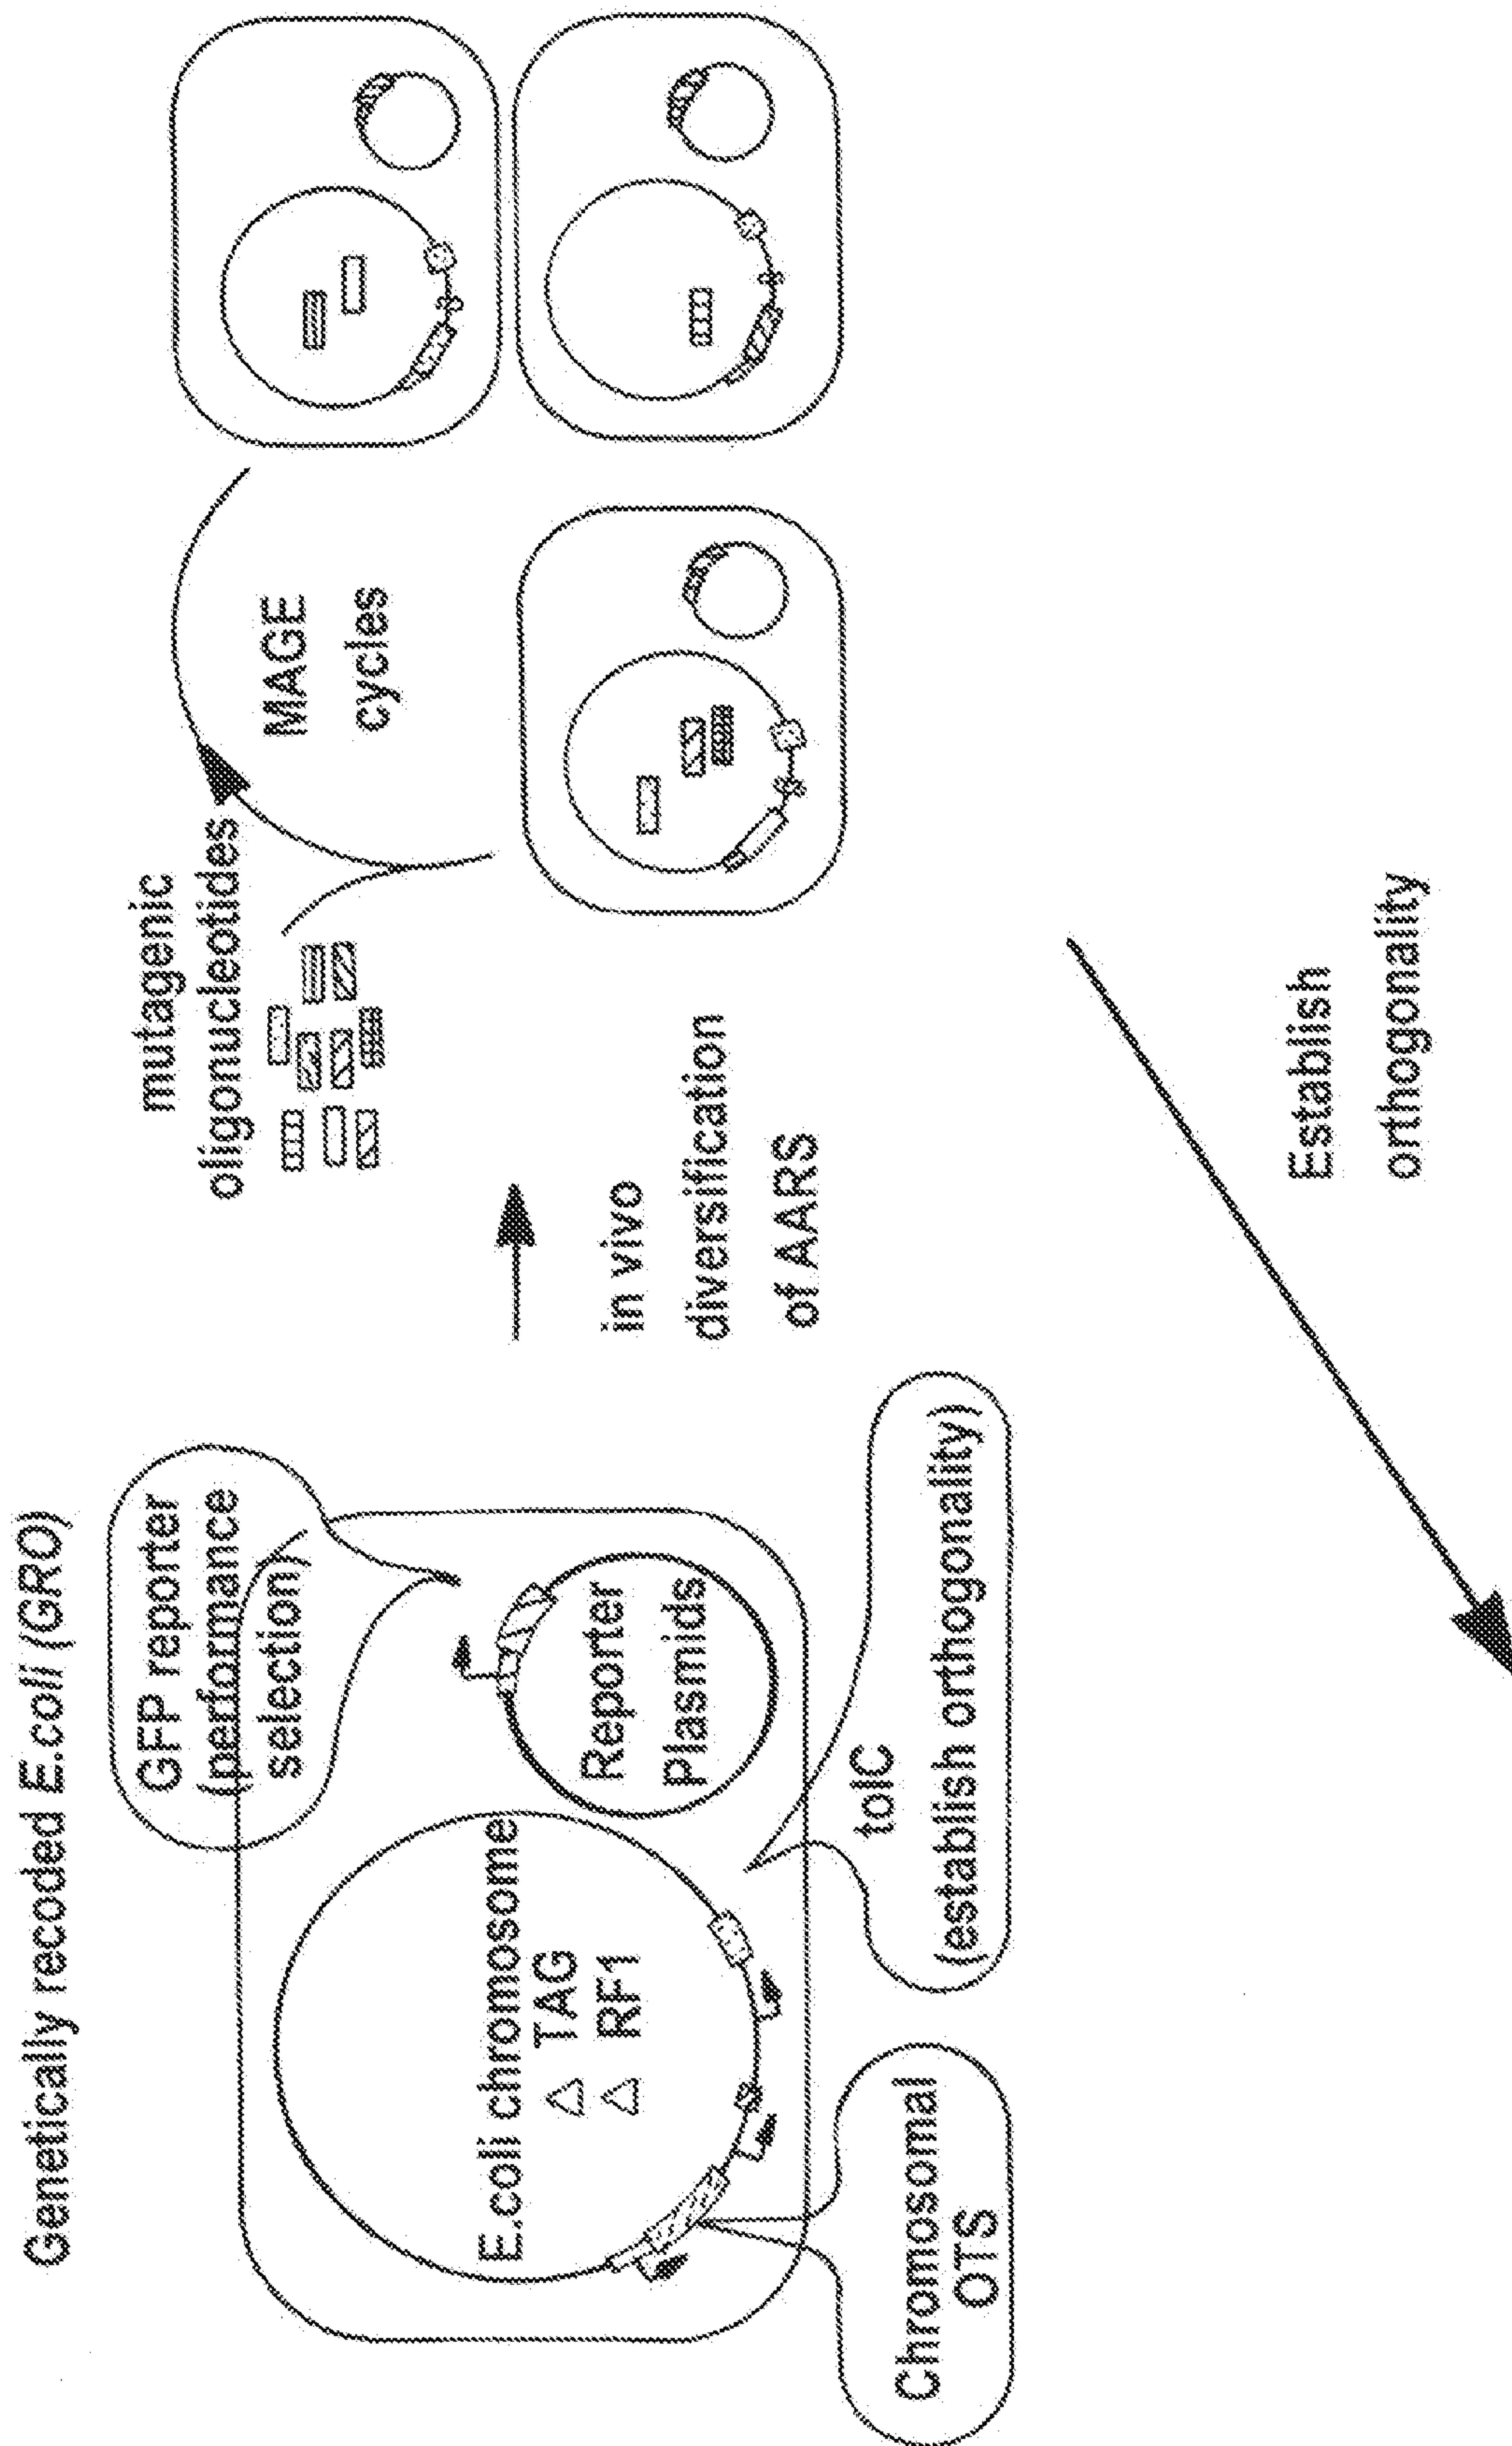 Genetically recoded E.coli (GRO)
GFP reporter
(performance
selection)
E.coli chromosome
△ TAG
△ RF1
Reporter
Plasmids
Chromosomal
OTS
tolC
(establish orthogonality)
in vivo
diversification
of AARS
mutagenic
oligonucleotides
MAGE
cycles
Establish
orthogonality